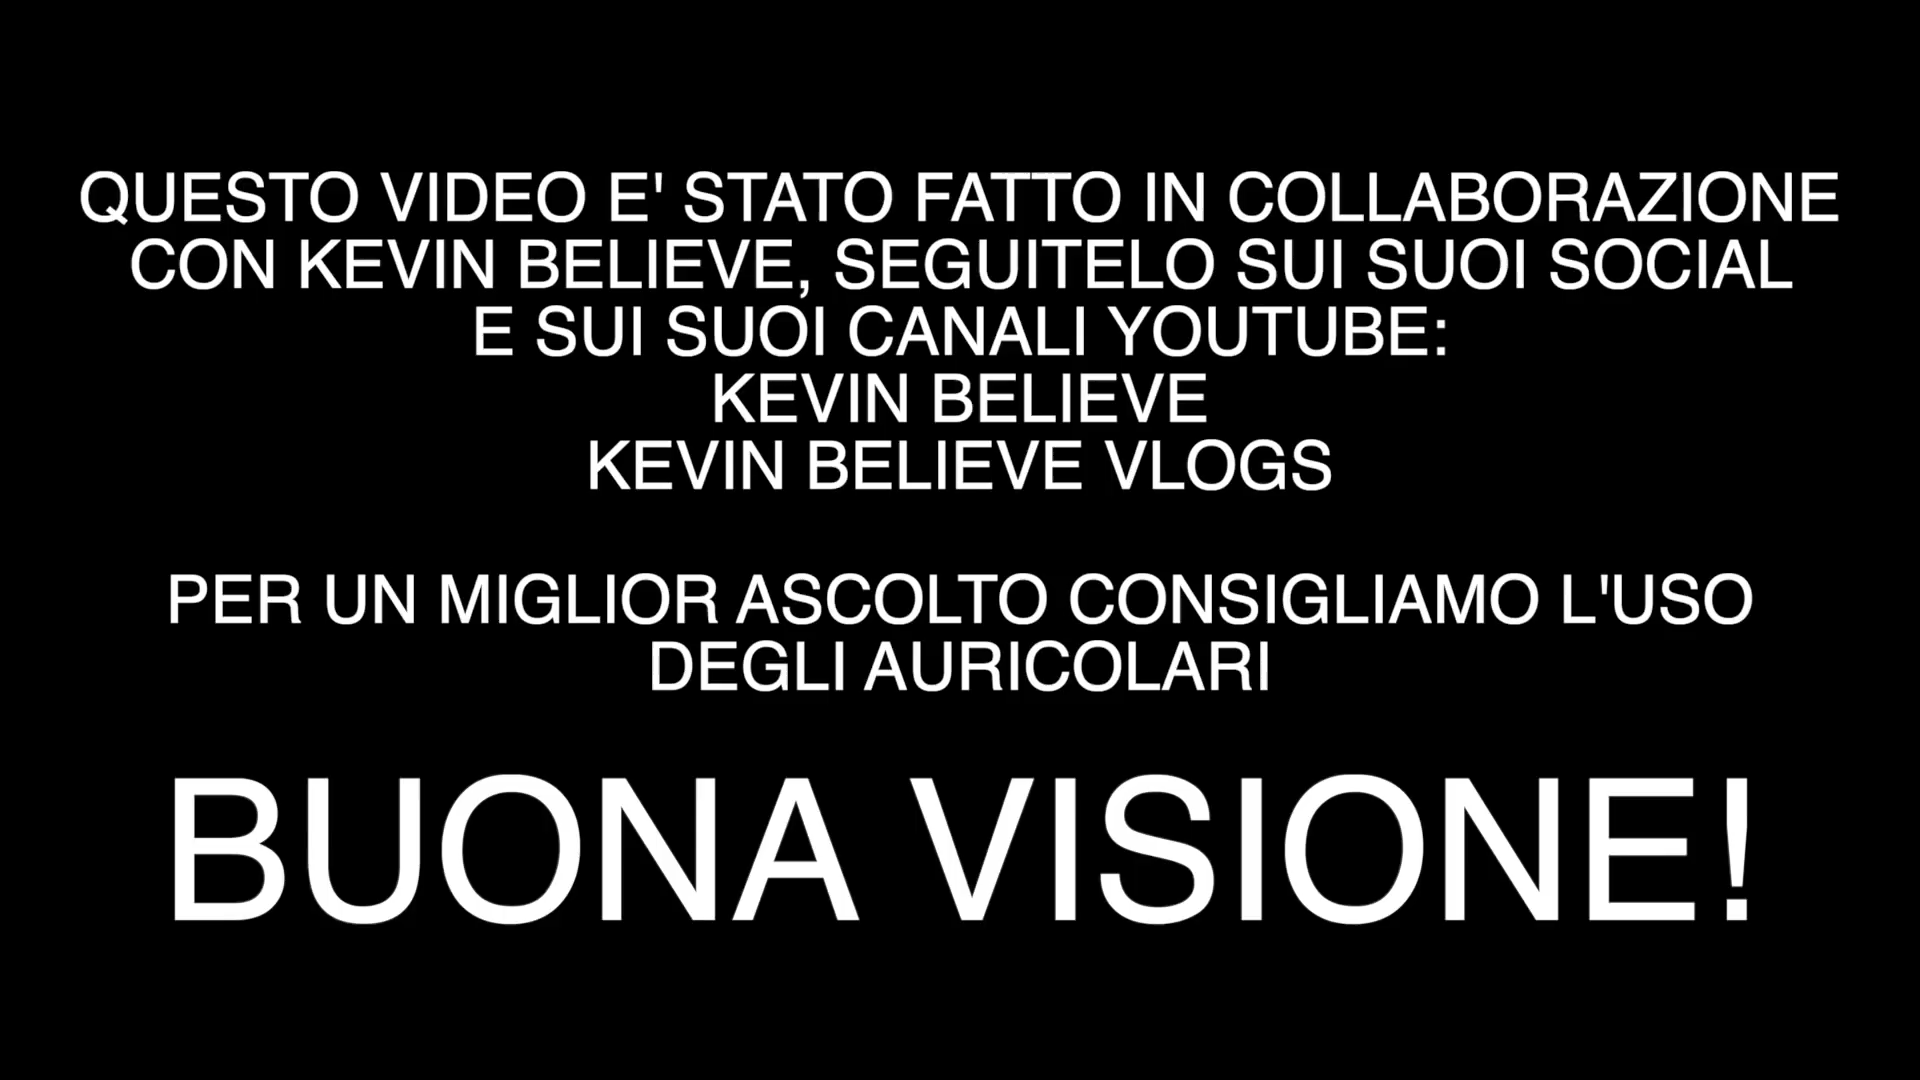 QUESTO VIDEO E' STATO FATTO IN COLLABORAZIONE
CON KEVIN BELIEVE, SEGUITELO SUI SUOI SOCIAL
E SUI SUOI CANALI YOUTUBE:
KEVIN BELIEVE
KEVIN BELIEVE VLOGS
PER UN MIGLIOR ASCOLTO CONSIGLIAMO L'USO
DEGLI AURICOLARI
BUONA VISIONE!